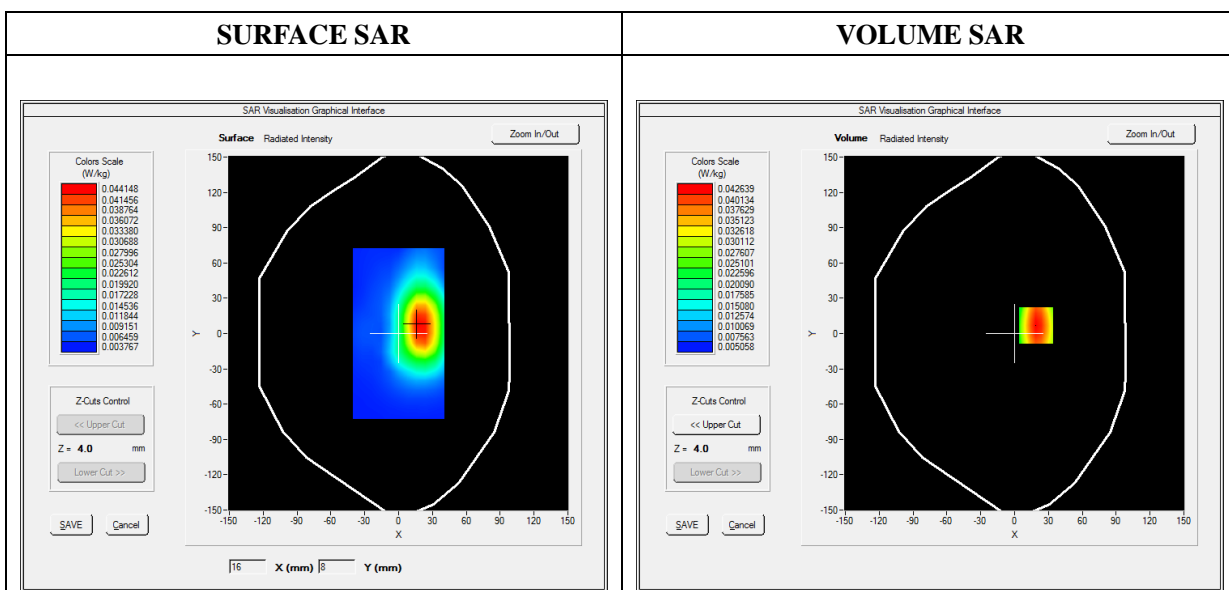 SURFACE SAR
VOLUME SAR
SAR Visualisation Graphical Interface
Surface Radiated Intensity
Zoom In/Out
Colors Scale
(W/kg)
0.044148
0.041456
0.038764
0.036072
0.033380
0.030688
0.027996
0.025304
0.022612
0.019920
0.017228
0.014536
0.011844
0.009151
0.006459
0.003767
Z-Cuts Control
<< Upper Cut
Z = 4.0 mm
Lower Cut >>
SAVE Cancel
150
120
90
60
30
0
-30
-60
-90
-120
-150
Y
-150 -120 -90 -60 -30 0 30 60 90 120 150
X
16 X (mm) 8 Y (mm)
SAR Visualisation Graphical Interface
Volume Radiated Intensity
Zoom In/Out
Colors Scale
(W/kg)
0.042639
0.040134
0.037629
0.035123
0.032618
0.030112
0.027607
0.025101
0.022596
0.020090
0.017585
0.015080
0.012574
0.010069
0.007563
0.005058
Z-Cuts Control
<< Upper Cut
Z = 4.0 mm
Lower Cut >>
SAVE Cancel
150
120
90
60
30
0
-30
-60
-90
-120
-150
Y
-150 -120 -90 -60 -30 0 30 60 90 120 150
X